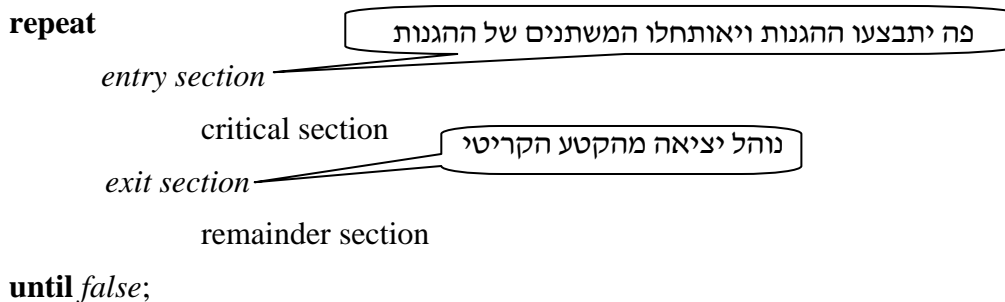 repeat
פה יתבצעו ההגנות ויאותחלו המשתנים של ההגנות
entry section
critical section
נוהל יציאה מהקטע הקריטי
exit section
remainder section
until false;